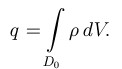 q = ∫_{D_0} ρ dV.